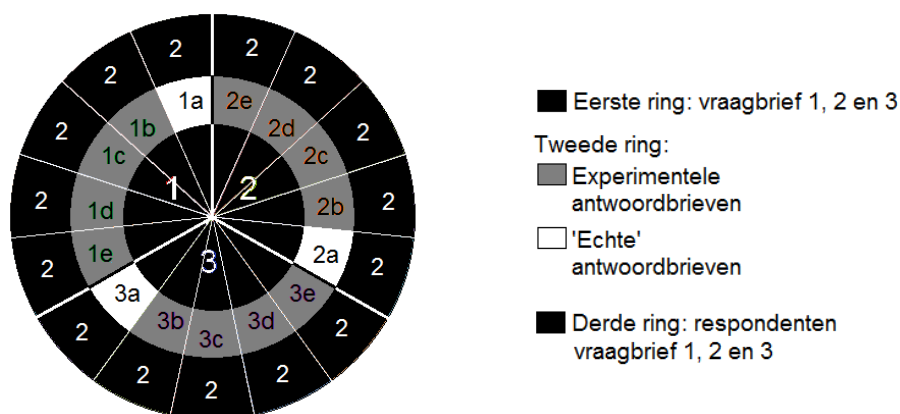 2 2
2 2
1a 2e
2 1b 2d 2
1c 2c
1 2
2 2
1d 2b
1e 2a
3
2 2
3a 3e
3b 3d
2 3c 2
2 2
2
Eerste ring: vraagbrief 1, 2 en 3
Tweede ring:
Experimentele
antwoordbrieven
'Echte'
antwoordbrieven
Derde ring: respondenten
vraagbrief 1, 2 en 3